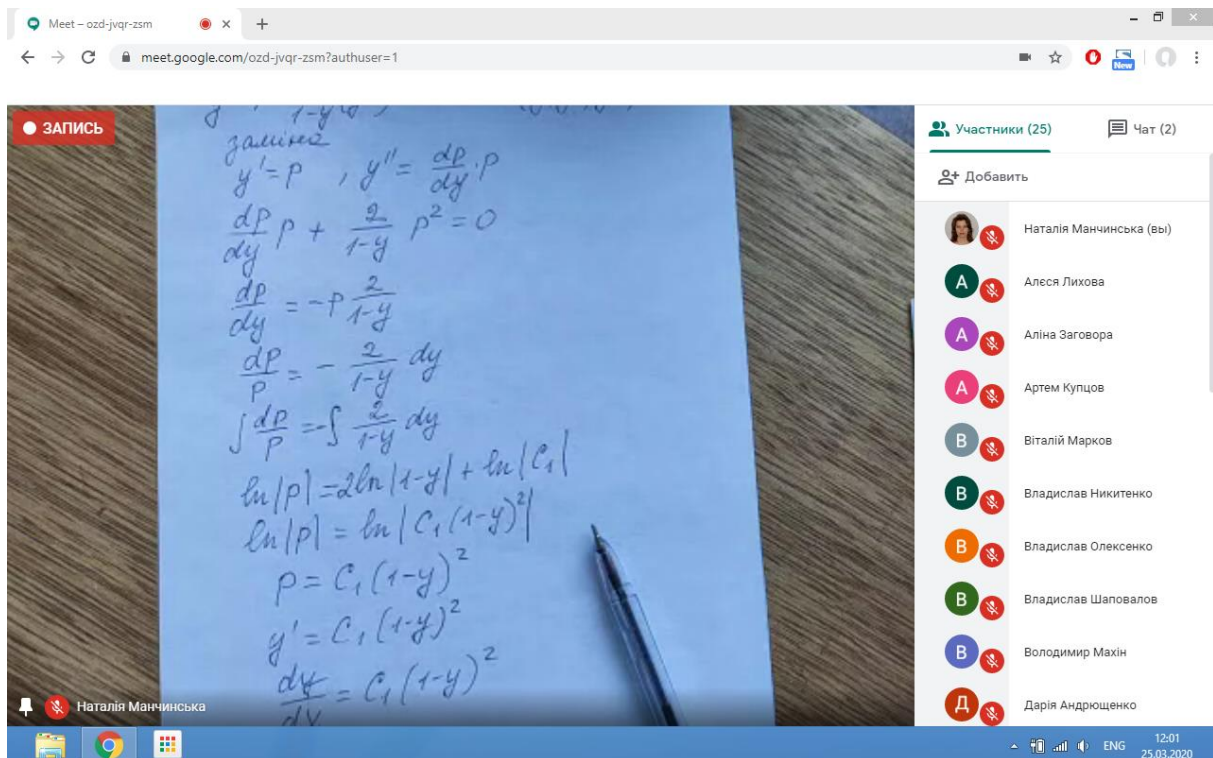 Meet – ozd-jvqr-zsm
meet.google.com/ozd-jvqr-zsm?authuser=1
New
ЗАПИСЬ
заміна
y' = p , y'' = dp/dy · p
dp/dy p + 2/(1-y) p² = 0
dp/dy = -p 2/(1-y)
dp/p = - 2/(1-y) dy
∫ dp/p = -∫ 2/(1-y) dy
ln|p| = 2ln|1-y| + ln|C₁|
ln|p| = ln|C₁(1-y)²|
p = C₁(1-y)²
y' = C₁(1-y)²
= C₁(1-y)²
Наталія Манчинська
Участники (25)
Чат (2)
Добавить
Наталія Манчинська (вы)
А Алєся Лихова
А Аліна Заговора
А Артем Купцов
В Віталій Марков
В Владислав Никитенко
В Владислав Олексенко
В Владислав Шаповалов
В Володимир Махін
Д Дарія Андрющенко
ENG
12:01
25.03.2020